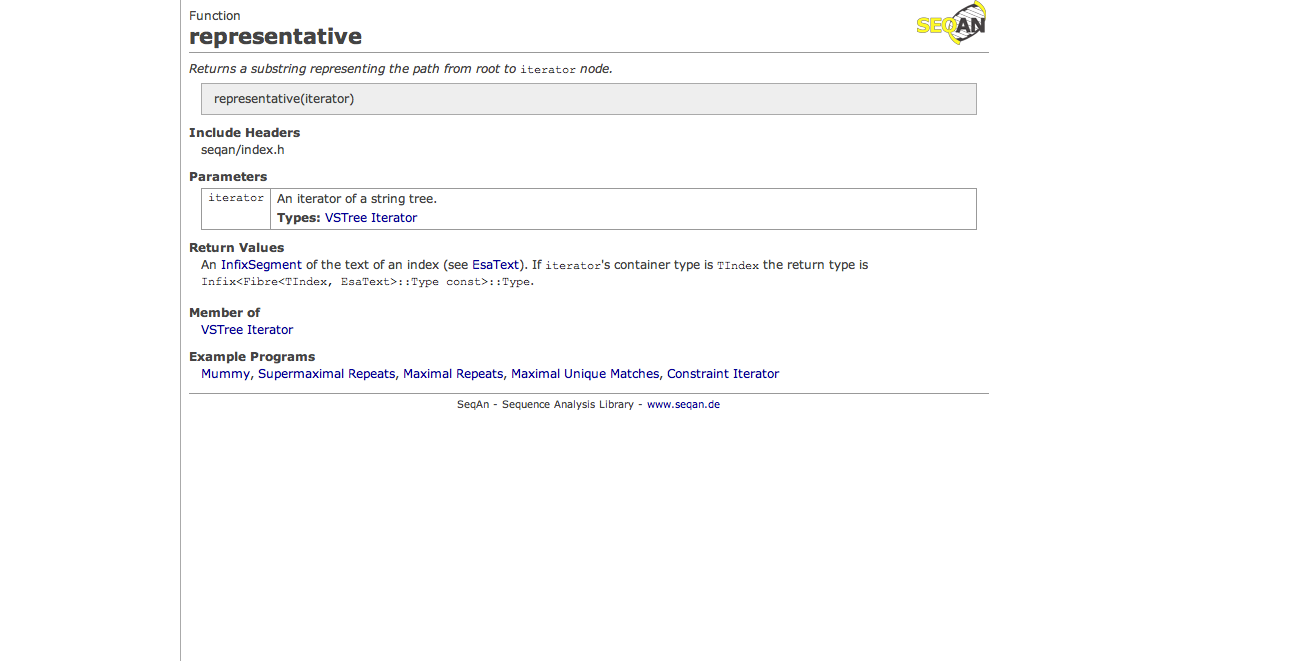 Function
SEQAN
representative
Returns a substring representing the path from root to iterator node.
representative(iterator)
Include Headers
seqan/index.h
Parameters
iterator An iterator of a string tree.
Types: VSTree Iterator
Return Values
An InfixSegment of the text of an index (see EsaText). If iterator's container type is TIndex the return type is
Infix<Fibre<TIndex, EsaText>::Type const>::Type.
Member of
VSTree Iterator
Example Programs
Mummy, Supermaximal Repeats, Maximal Repeats, Maximal Unique Matches, Constraint Iterator
SeqAn - Sequence Analysis Library - www.seqan.de